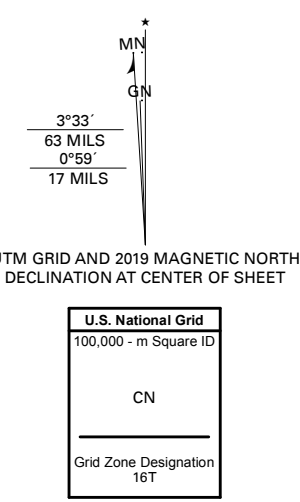 ★
MN
GN
3°33´
63 MILS
0°59´
17 MILS
UTM GRID AND 2019 MAGNETIC NORTH
DECLINATION AT CENTER OF SHEET
U.S. National Grid
100,000 - m Square ID
CN
Grid Zone Designation
16T